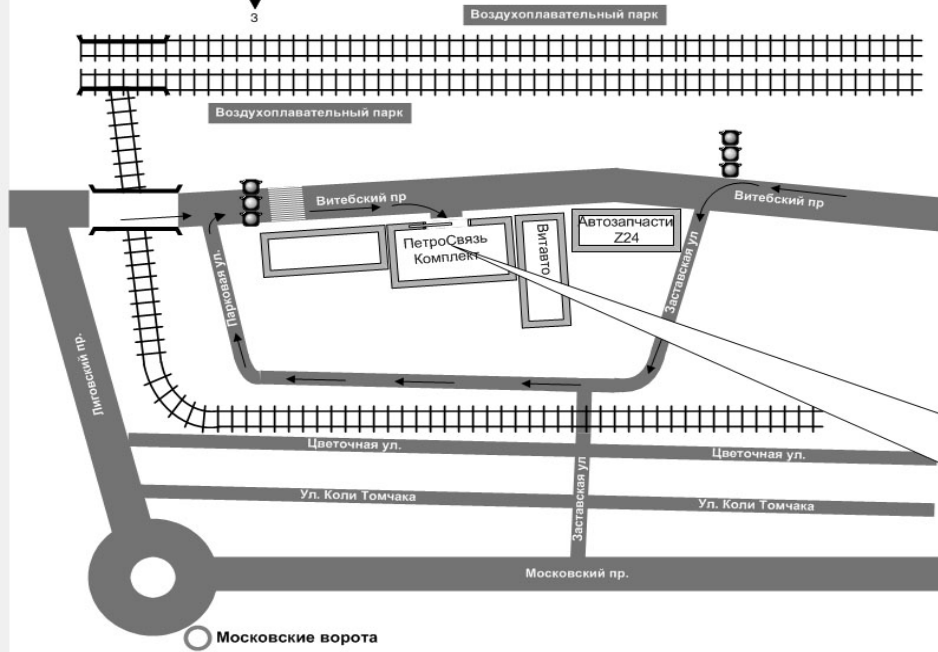 З
Воздухоплавательный парк
Воздухоплавательный парк
Витебский пр
Витебский пр
Автозапчасти
Z24
ПетроСвязь
Комплект
Витавто
Парковая ул.
Заставская ул
Лиговский пр.
Цветочная ул.
Цветочная ул.
Ул. Коли Томчака
Ул. Коли Томчака
Заставская ул
Московский пр.
Московские ворота